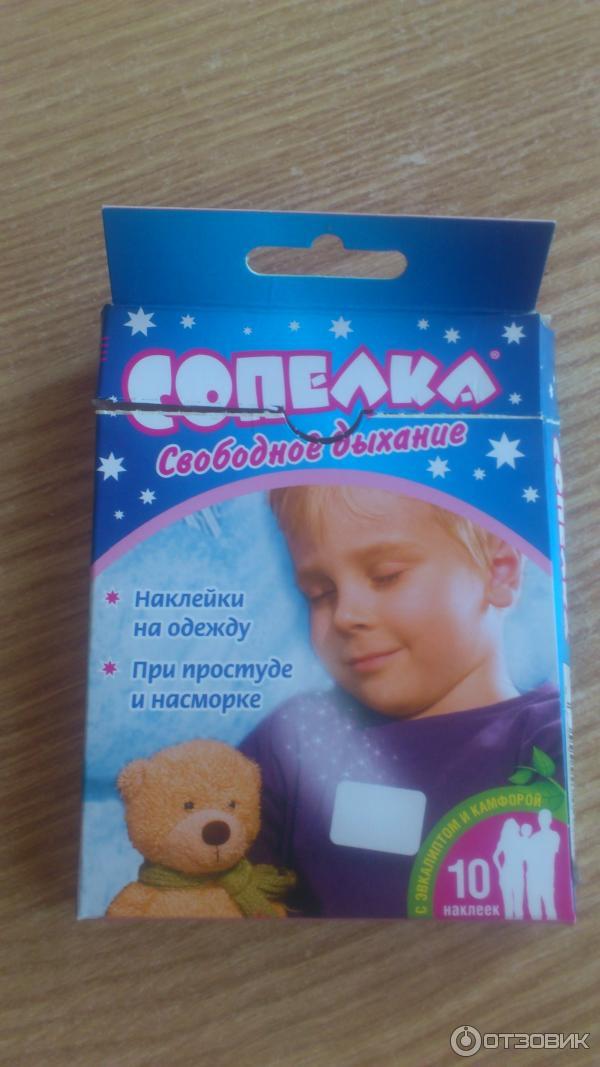 СОПЕЛКА®
Свободное дыхание
Наклейки
на одежду
При простуде
и насморке
С ЭВКАЛИПТОМ И КАМФОРОЙ
10
наклеек
ОТЗОВИК